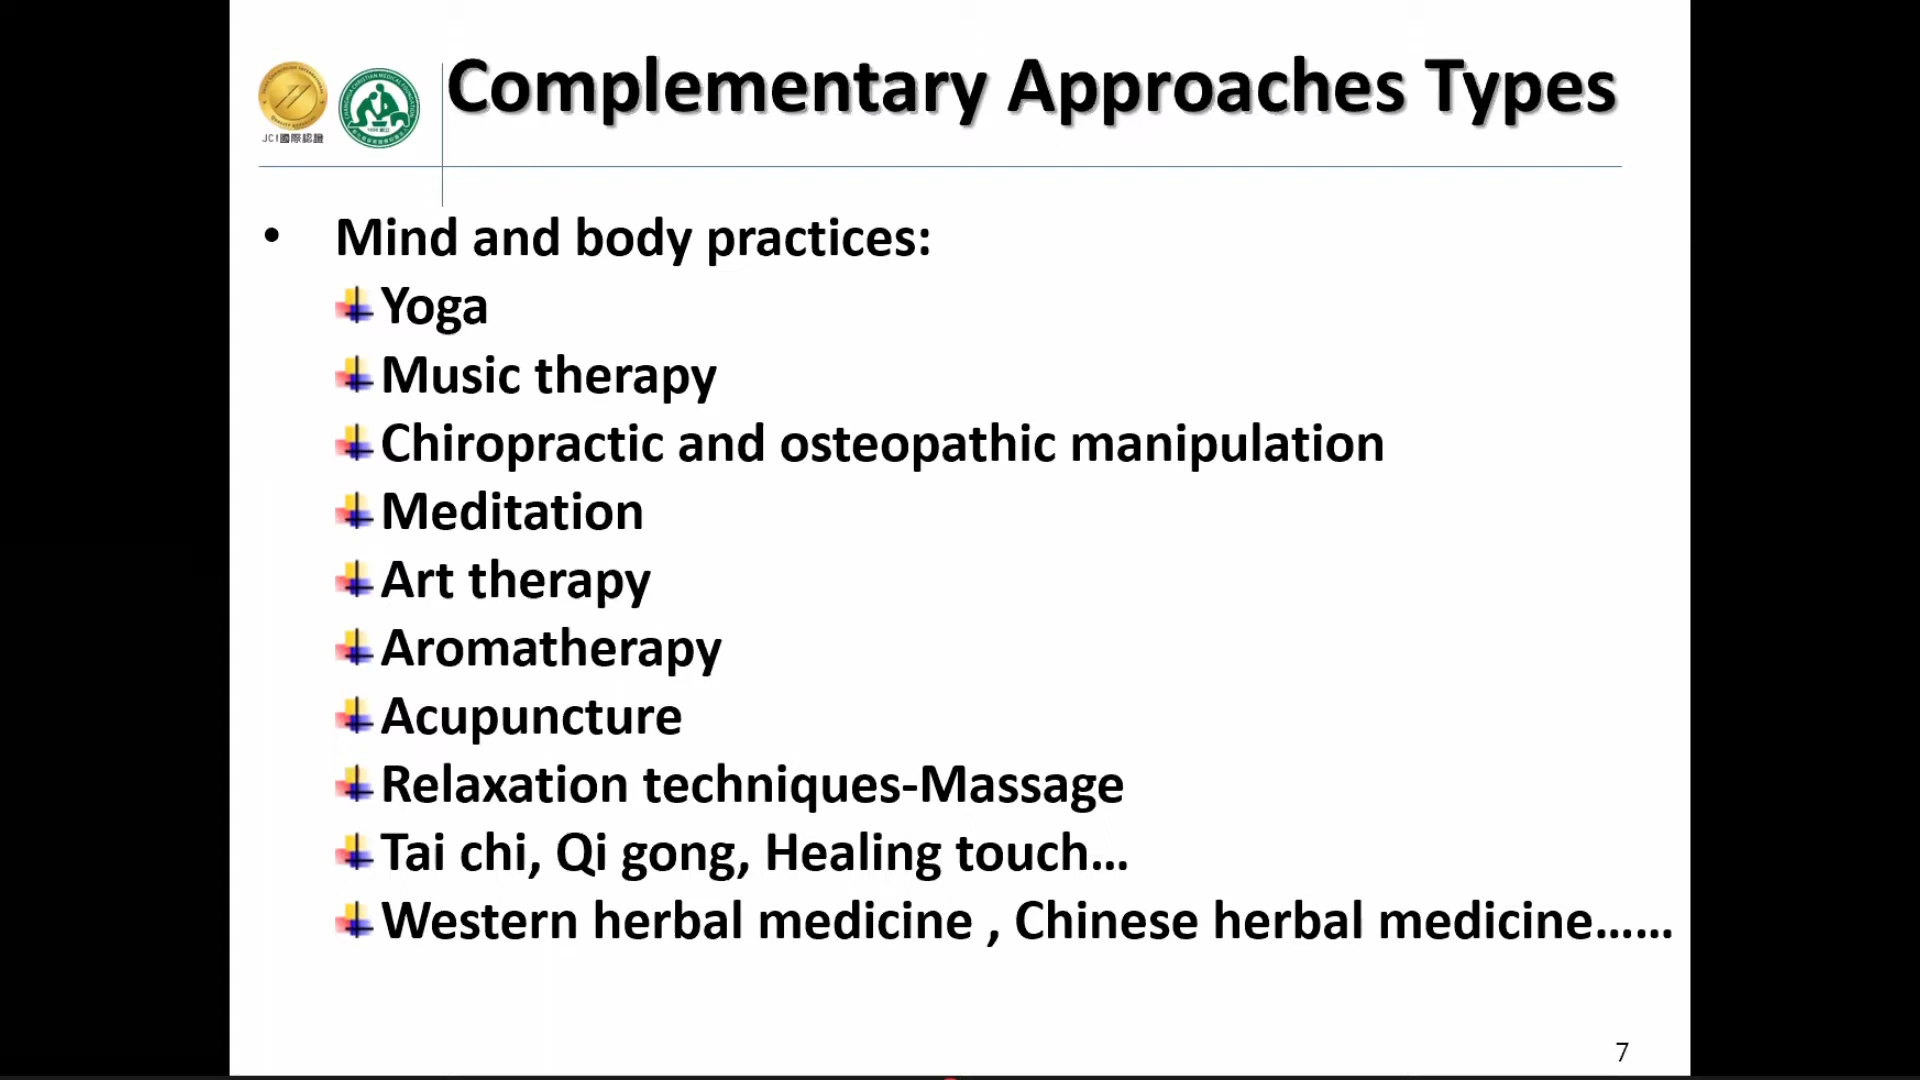 Complementary Approaches Types
JCI國際認證
• Mind and body practices:
Yoga
Music therapy
Chiropractic and osteopathic manipulation
Meditation
Art therapy
Aromatherapy
Acupuncture
Relaxation techniques-Massage
Tai chi, Qi gong, Healing touch…
Western herbal medicine , Chinese herbal medicine……
7